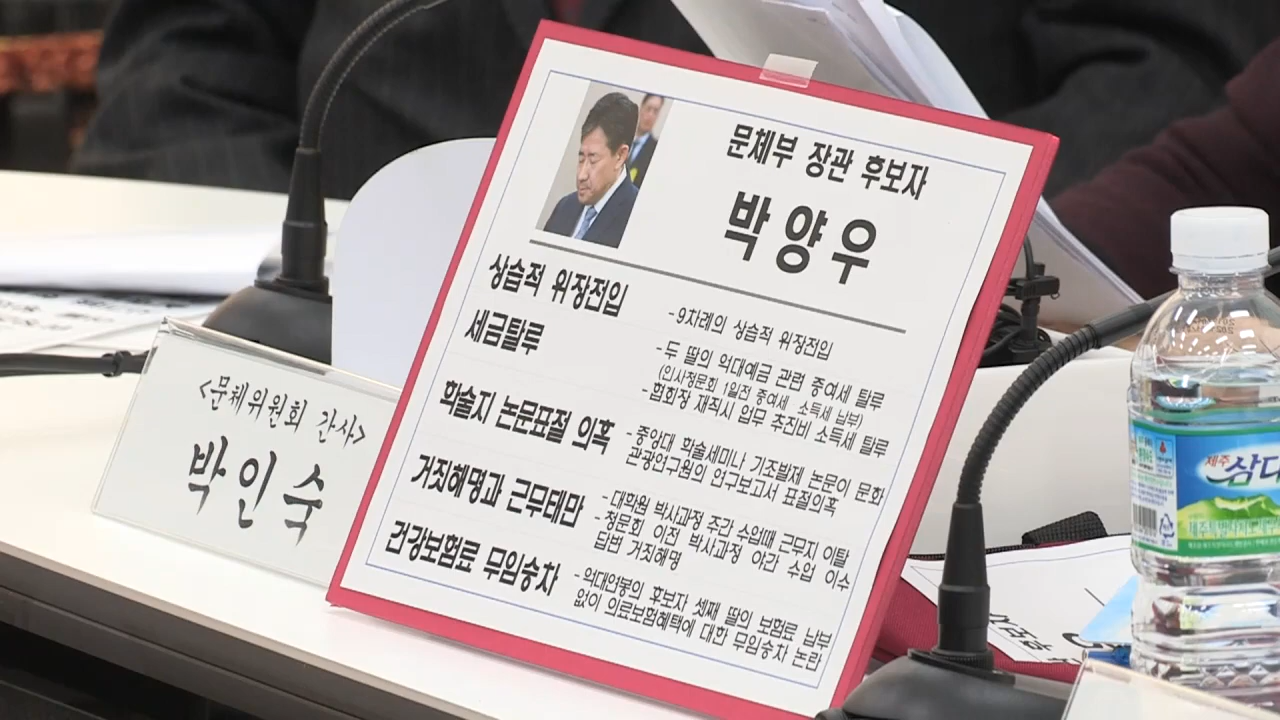 문체부 장관 후보자
박양우
상습적 위장전입
- 9차례의 상습적 위장전입
세금탈루
- 두 딸의 억대예금 관련 증여세 탈루
(인사청문회 1일전 증여세, 소득세 납부)
- 협회장 재직시 업무 추진비 소득세 탈루
학술지 논문표절 의혹
- 중앙대 학술세미나 기조발제 논문이 문화
관광연구원의 연구보고서 표절의혹
거짓해명과 근무태만
- 대학원 박사과정 주간 수업때 근무지 이탈
- 청문회 이전 박사과정 야간 수업 이수
답변 거짓해명
건강보험료 무임승차
- 억대연봉의 후보자 셋째 딸의 보험료 납부
없이 의료보험혜택에 대한 무임승차 논란
<문체위원회 간사>
박인숙
제주
삼다